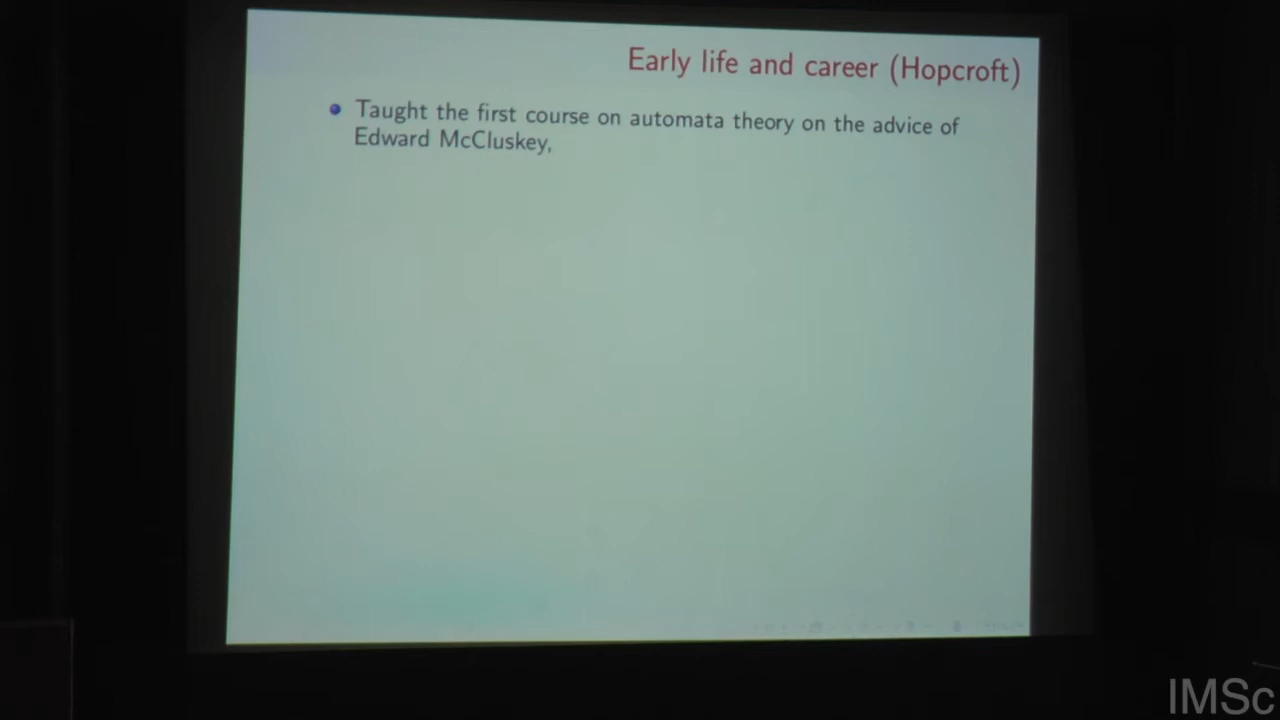 Early life and career (Hopcroft)
Taught the first course on automata theory on the advice of
Edward McCluskey,
IMSc